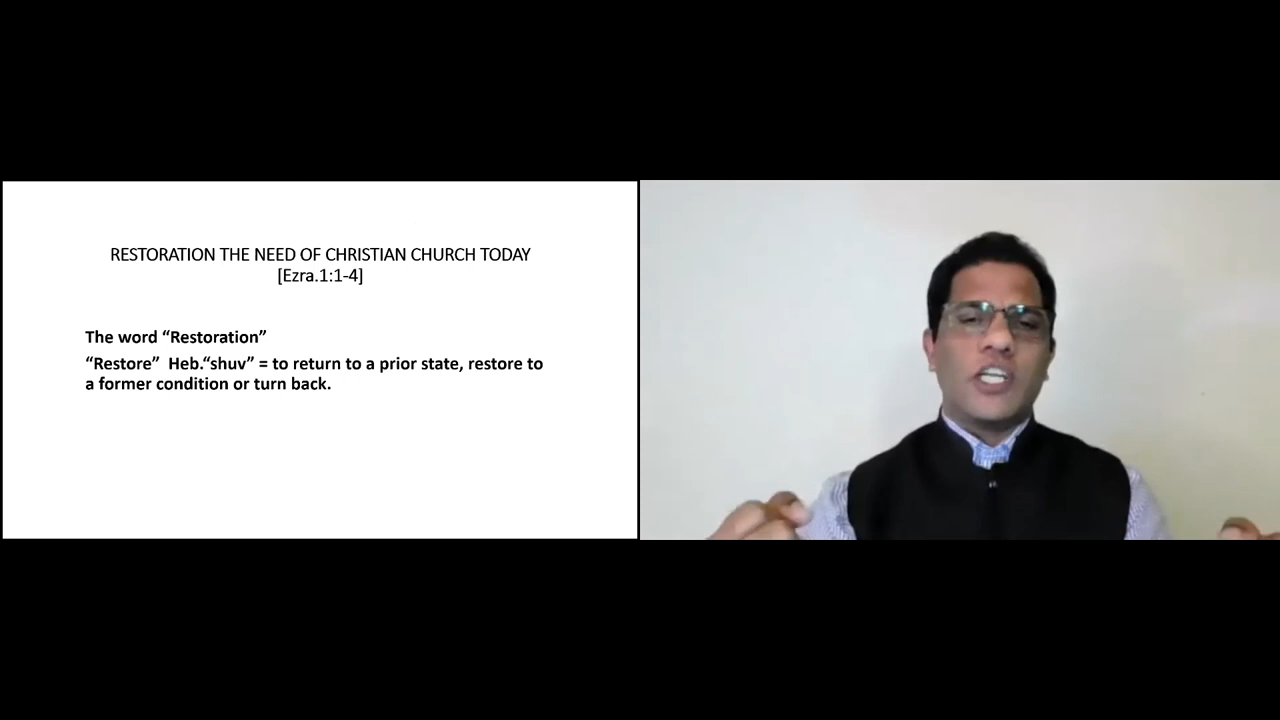 RESTORATION THE NEED OF CHRISTIAN CHURCH TODAY
[Ezra.1:1-4]
The word “Restoration”
“Restore”  Heb.“shuv” = to return to a prior state, restore to
a former condition or turn back.